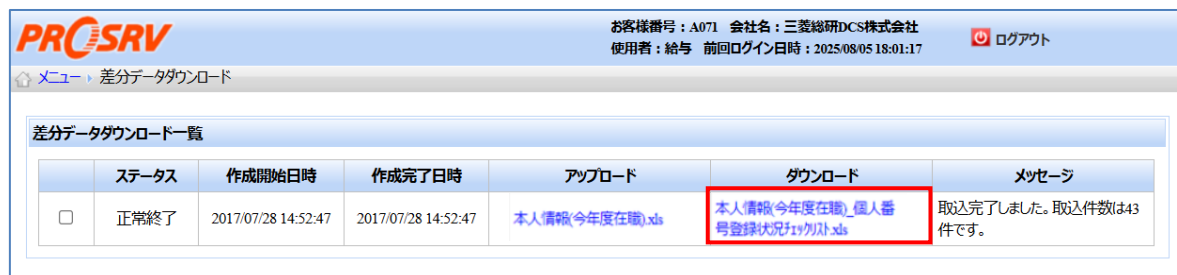 PROSRV
お客様番号：A071　会社名：三菱総研DCS株式会社
使用者：給与　前回ログイン日時：2025/08/05 18:01:17
ログアウト
メニュー 差分データダウンロード
差分データダウンロード一覧
ステータス 作成開始日時 作成完了日時 アップロード ダウンロード メッセージ
正常終了 2017/07/28 14:52:47 2017/07/28 14:52:47 本人情報(今年度在職).xls 本人情報(今年度在職)_個人番 取込完了しました。取込件数は43
号登録状況ﾁｪｯｸﾘｽﾄ.xls 件です。